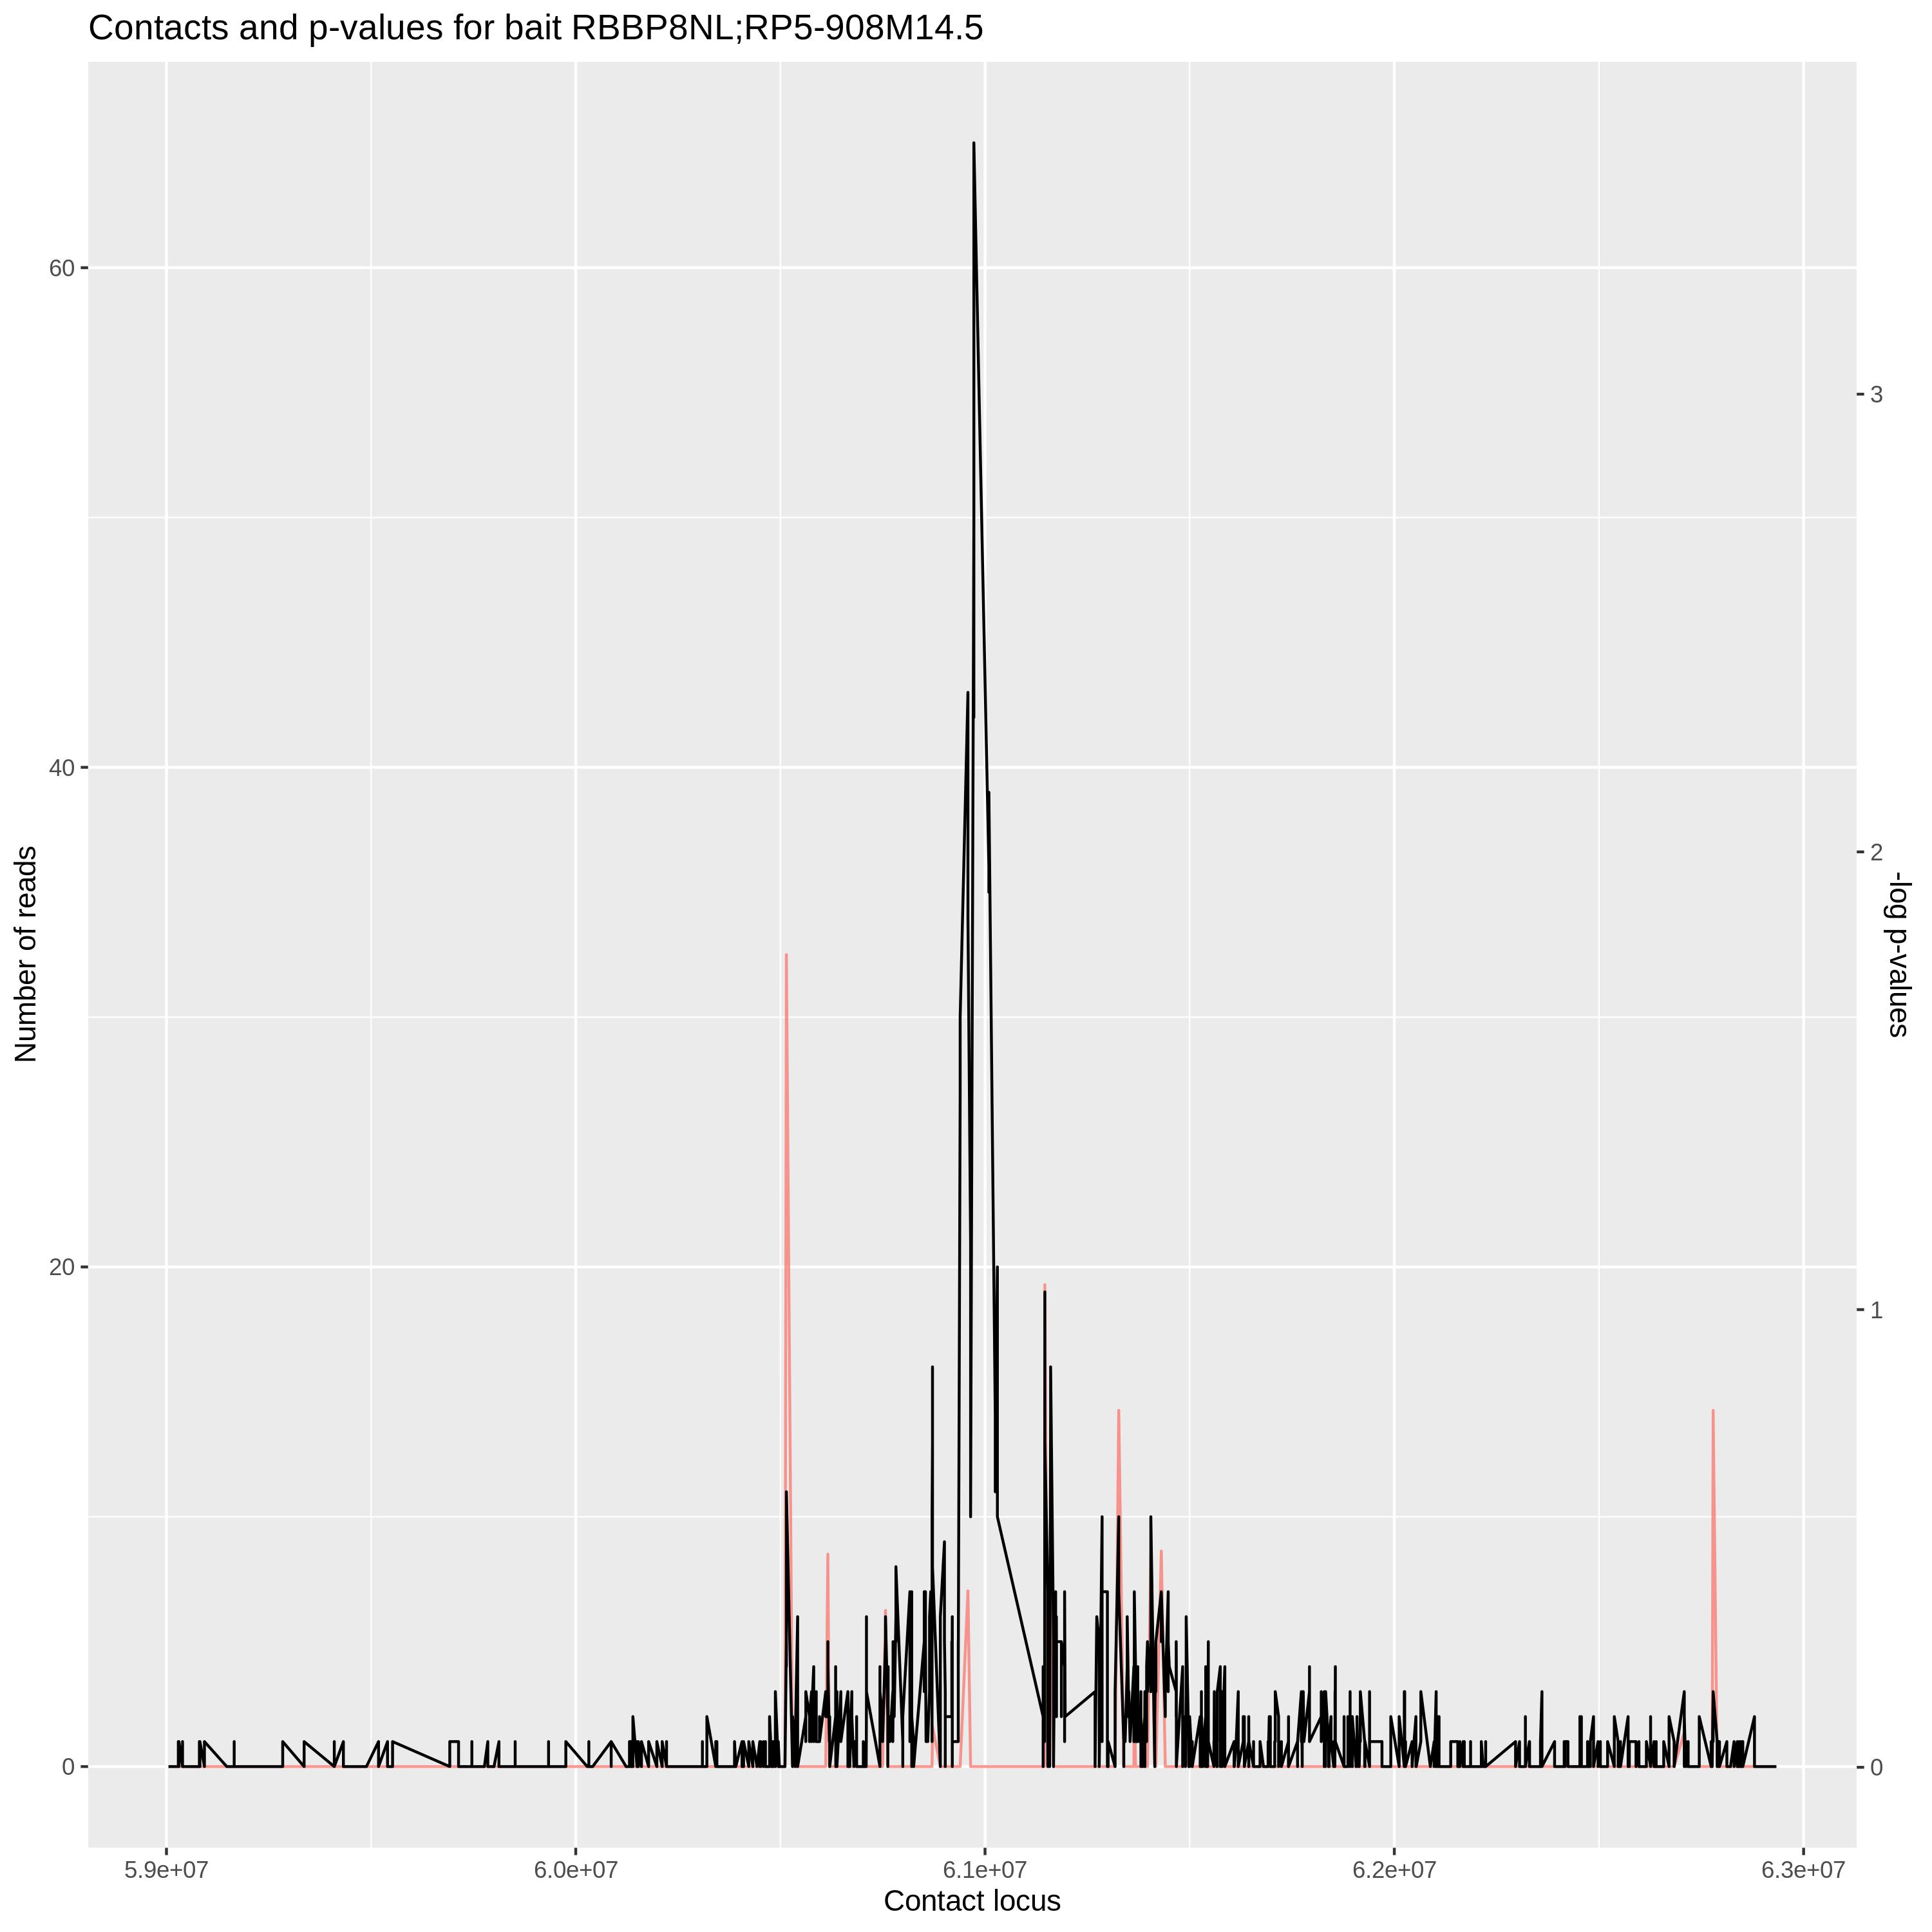 Contacts and p-values for bait RBBP8NL;RP5-908M14.5
60
40
20
0
Number of reads
3
2
1
0
-log p-values
5.9e+07
6.0e+07
6.1e+07
6.2e+07
6.3e+07
Contact locus